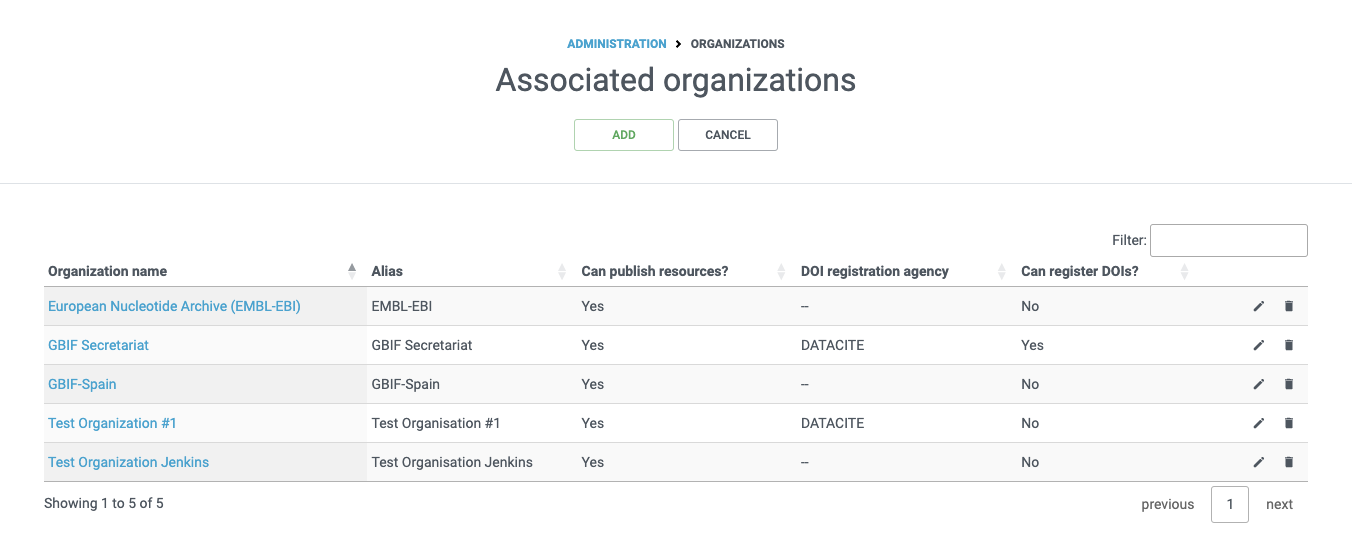 ADMINISTRATION > ORGANIZATIONS
Associated organizations
ADD CANCEL
Filter:
Organization name Alias Can publish resources? DOI registration agency Can register DOIs?
European Nucleotide Archive (EMBL-EBI) EMBL-EBI Yes -- No
GBIF Secretariat GBIF Secretariat Yes DATACITE Yes
GBIF-Spain GBIF-Spain Yes -- No
Test Organization #1 Test Organisation #1 Yes DATACITE No
Test Organization Jenkins Test Organisation Jenkins Yes -- No
Showing 1 to 5 of 5
previous 1 next